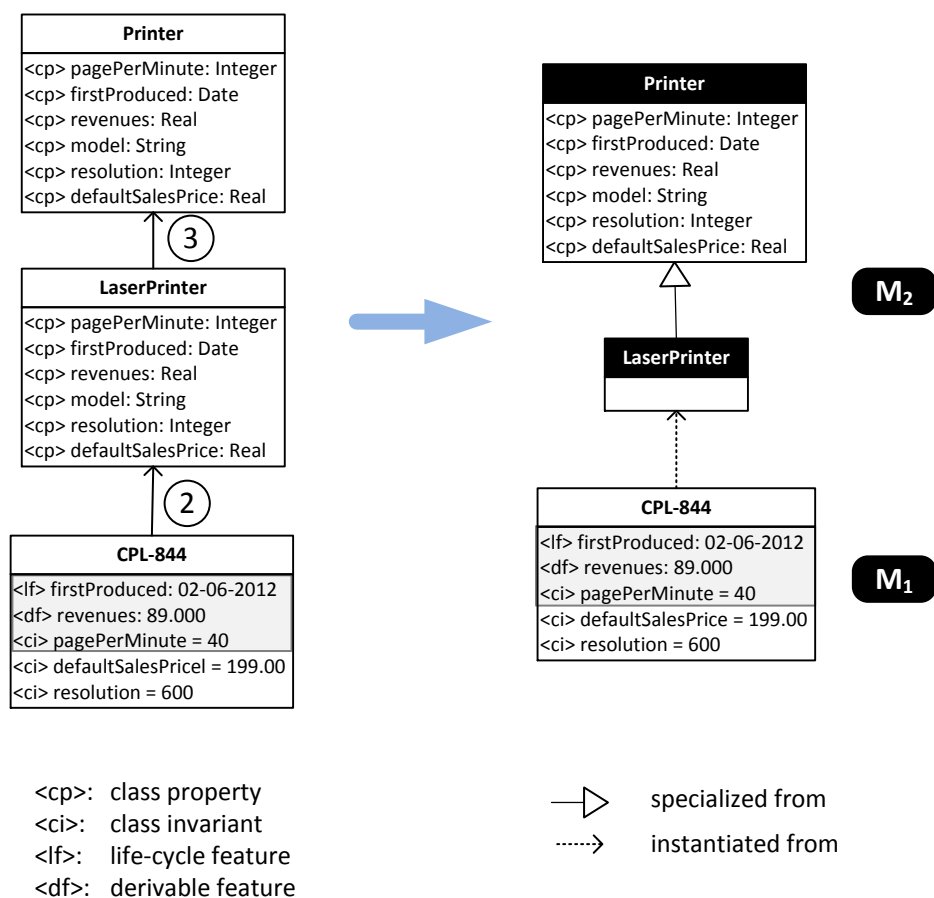 Printer
<cp> pagePerMinute: Integer
<cp> firstProduced: Date
<cp> revenues: Real
<cp> model: String
<cp> resolution: Integer
<cp> defaultSalesPrice: Real
3
LaserPrinter
<cp> pagePerMinute: Integer
<cp> firstProduced: Date
<cp> revenues: Real
<cp> model: String
<cp> resolution: Integer
<cp> defaultSalesPrice: Real
2
CPL-844
<lf> firstProduced: 02-06-2012
<df> revenues: 89.000
<ci> pagePerMinute = 40
<ci> defaultSalesPricel = 199.00
<ci> resolution = 600
Printer
<cp> pagePerMinute: Integer
<cp> firstProduced: Date
<cp> revenues: Real
<cp> model: String
<cp> resolution: Integer
<cp> defaultSalesPrice: Real
M₂
LaserPrinter
CPL-844
<lf> firstProduced: 02-06-2012
<df> revenues: 89.000
<ci> pagePerMinute = 40
<ci> defaultSalesPrice = 199.00
<ci> resolution = 600
M₁
<cp>: class property
<ci>: class invariant
<lf>: life-cycle feature
<df>: derivable feature
specialized from
instantiated from